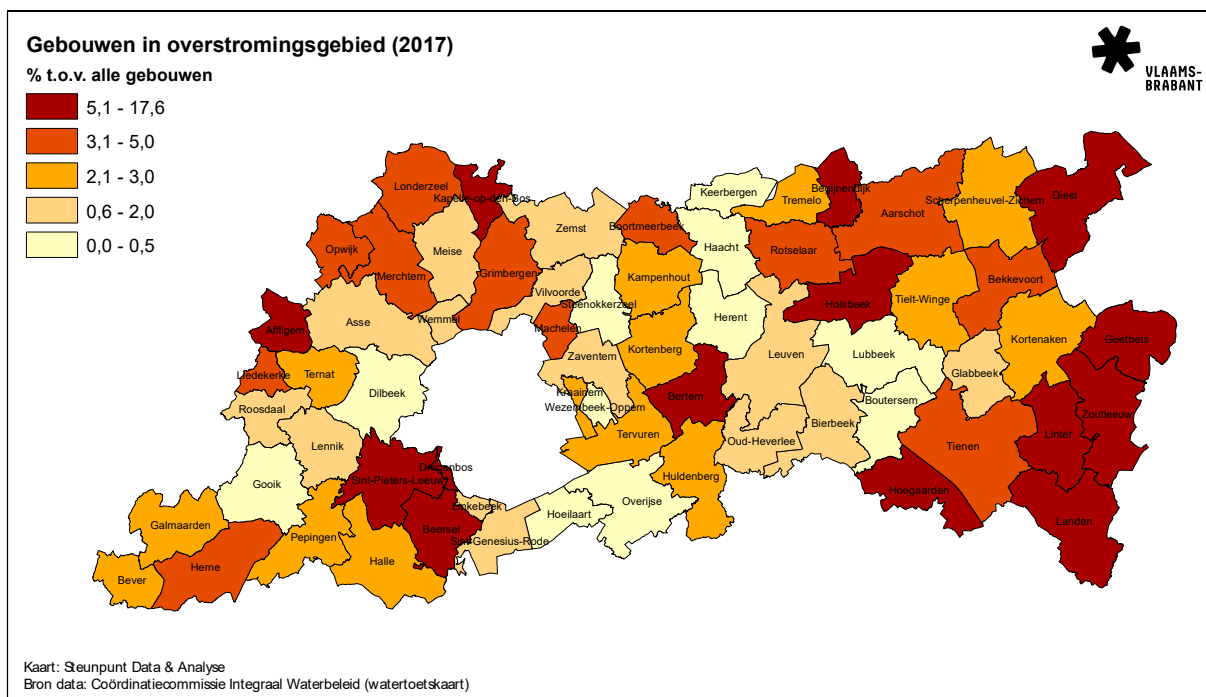 Gebouwen in overstromingsgebied (2017)
% t.o.v. alle gebouwen
5,1 - 17,6
3,1 - 5,0
2,1 - 3,0
0,6 - 2,0
0,0 - 0,5
VLAAMS-
BRABANT
Londerzeel
Kapelle-op-den-Bos
Keerbergen
Tremelo
Begijnendijk
Aarschot
Scherpenheuvel-Zichem
Diest
Opwijk
Merchtem
Meise
Grimbergen
Zemst
Boortmeerbeek
Haacht
Rotselaar
Bekkevoort
Kampenhout
Vilvoorde
Steenokkerzeel
Holsbeek
Tielt-Winge
Affligem
Asse
Wemmel
Machelen
Herent
Kortenaken
Geetbets
Zaventem
Kortenberg
Leuven
Lubbeek
Glabbeek
Liedekerke
Ternat
Dilbeek
Kraainem
Wezembeek-Oppem
Bertem
Boutersem
Zoutleeuw
Roosdaal
Lennik
Tervuren
Oud-Heverlee
Bierbeek
Tienen
Linter
Gooik
Sint-Pieters-Leeuw
Drogenbos
Huldenberg
Hoegaarden
Landen
Galmaarden
Pepingen
Beersel
Linkebeek
Sint-Genesius-Rode
Hoeilaart
Overijse
Bever
Herne
Halle
Kaart: Steunpunt Data & Analyse
Bron data: Coördinatiecommissie Integraal Waterbeleid (watertoetskaart)